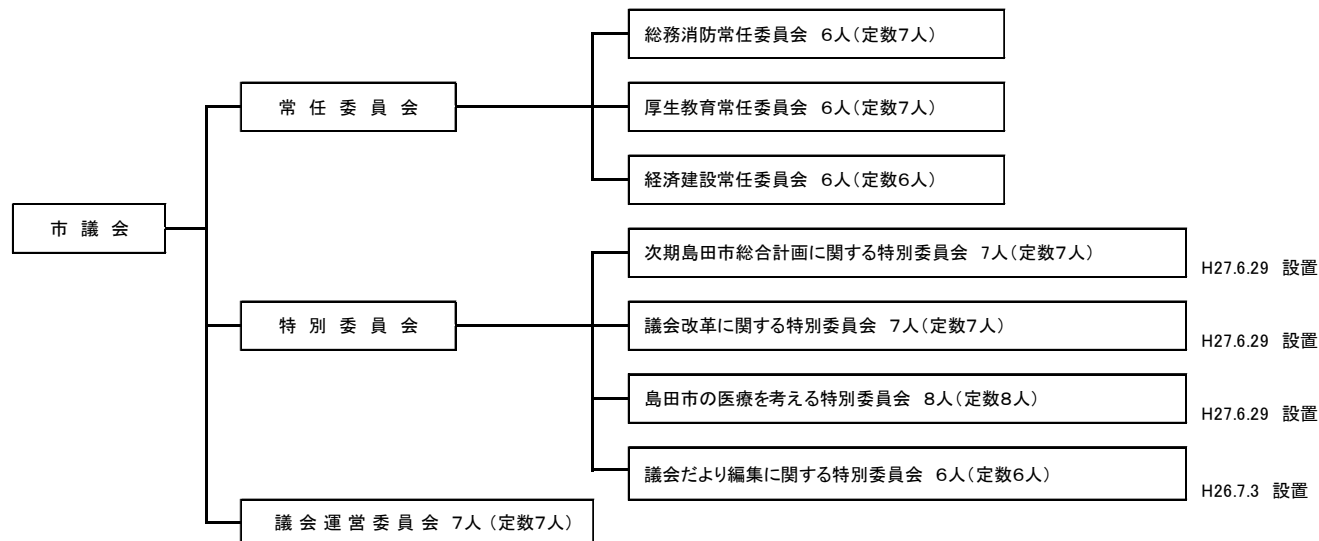 総務消防常任委員会　6人(定数7人)
常 任 委 員 会
厚生教育常任委員会　6人(定数7人)
経済建設常任委員会　6人(定数6人)
市 議 会
次期島田市総合計画に関する特別委員会　7人(定数7人)
H27.6.29　設置
特 別 委 員 会
議会改革に関する特別委員会　7人(定数7人)
H27.6.29　設置
島田市の医療を考える特別委員会　8人(定数8人)
H27.6.29　設置
議会だより編集に関する特別委員会　6人(定数6人)
H26.7.3　設置
議 会 運 営 委 員 会　7人 (定数7人)